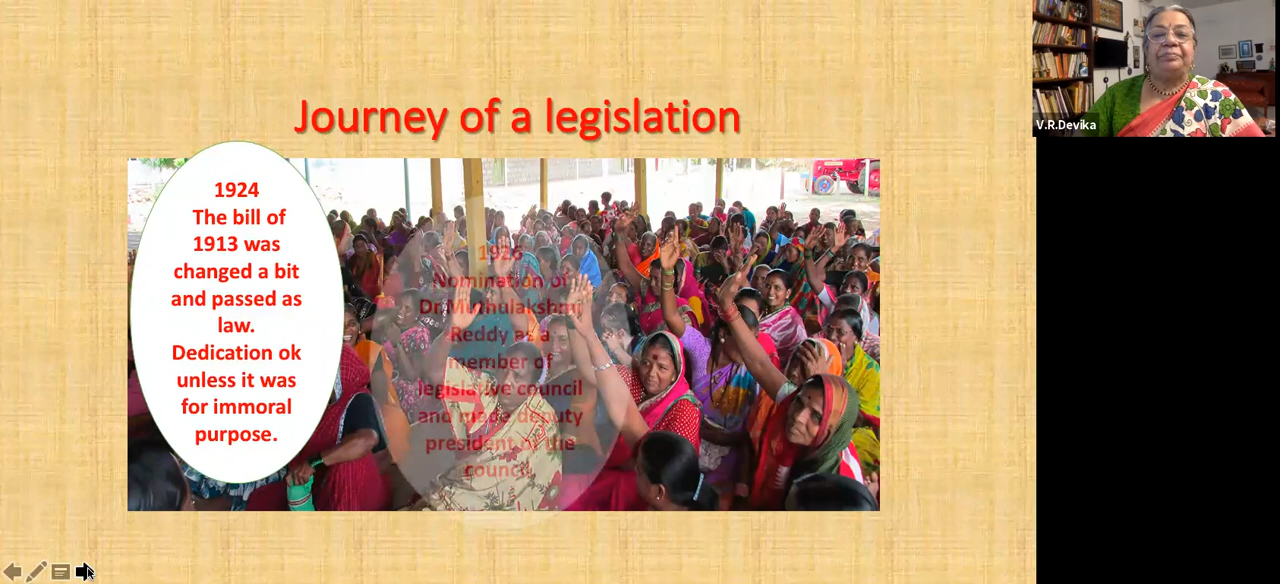 Journey of a legislation
1924
The bill of
1913 was
changed a bit
and passed as
law.
Dedication ok
unless it was
for immoral
purpose.
1926
Nomination of
Dr Muthulakshmi
Reddy as a
member of
legislative council
and made deputy
president of the
council
V.R.Devika